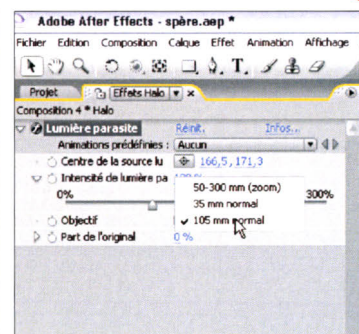 Adobe After Effects - spère.aep *
Fichier Edition Composition Calque Effet Animation Affichage
Projet Effets Halo
Composition 4 * Halo
Lumière parasite Réinit. Infos...
Animations prédéfinies : Aucun
Centre de la source lu 166,5, 171,3
Intensité de lumière pa
0% 300%
50-300 mm (zoom)
35 mm normal
105 mm normal
Objectif
Part de l'original 0 %